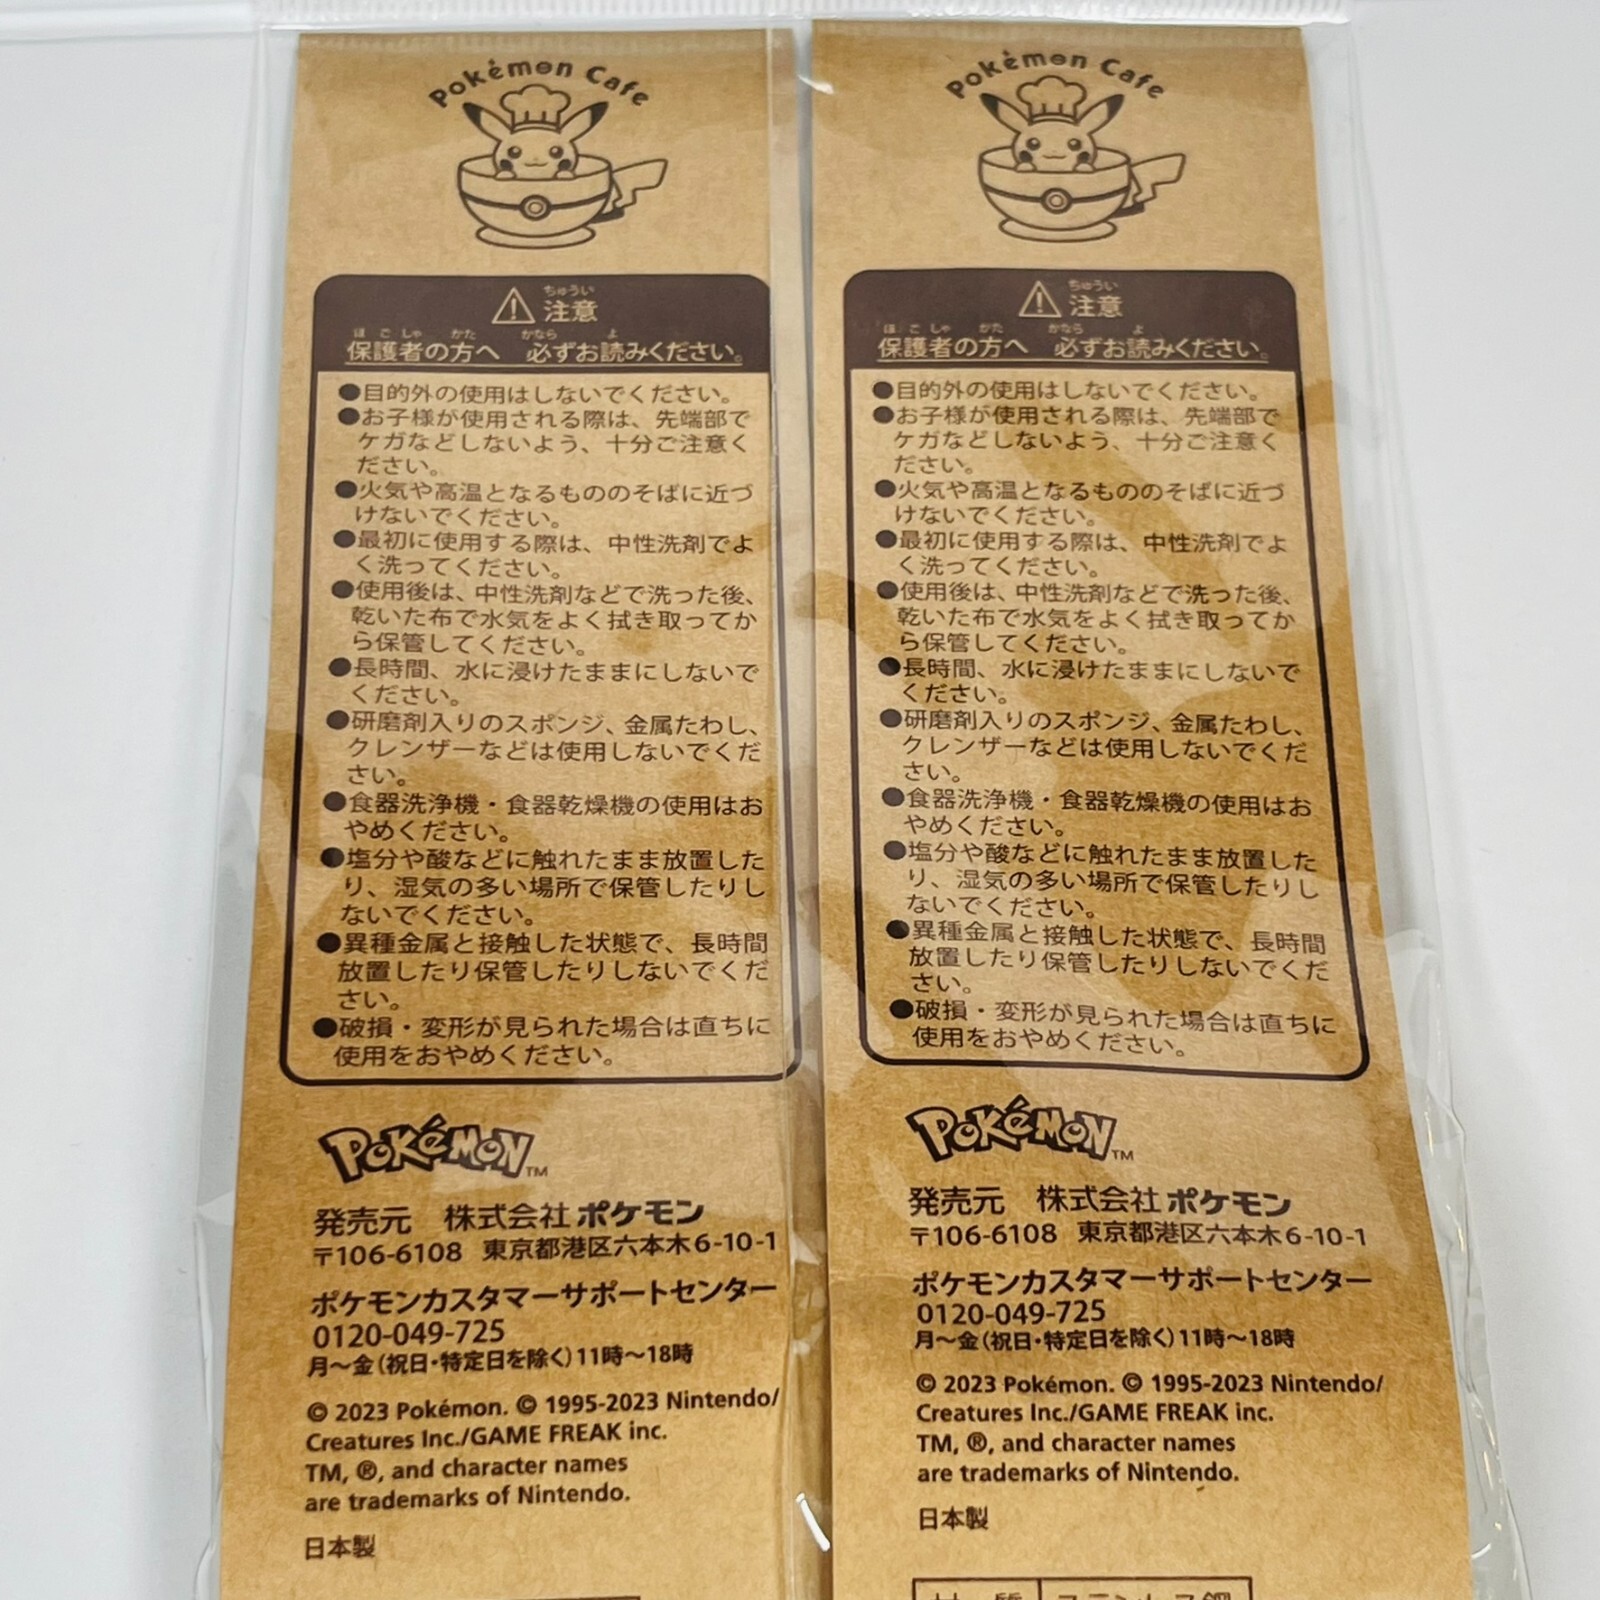 Pokémon Cafe
ちゅうい
注意
ほごしゃ かた かなら よ
保護者の方へ 必ずお読みください。
●目的外の使用はしないでください。
●お子様が使用される際は、先端部で
ケガなどしないよう、十分ご注意く
ださい。
●火気や高温となるもののそばに近づ
けないでください。
●最初に使用する際は、中性洗剤でよ
く洗ってください。
●使用後は、中性洗剤などで洗った後、
乾いた布で水気をよく拭き取ってか
ら保管してください。
●長時間、水に浸けたままにしないで
ください。
●研磨剤入りのスポンジ、金属たわし、
クレンザーなどは使用しないでくだ
さい。
●食器洗浄機・食器乾燥機の使用はお
やめください。
●塩分や酸などに触れたまま放置した
り、湿気の多い場所で保管したりし
ないでください。
●異種金属と接触した状態で、長時間
放置したり保管したりしないでくだ
さい。
●破損・変形が見られた場合は直ちに
使用をおやめください。
POKéMON TM
発売元 株式会社ポケモン
〒106-6108 東京都港区六本木6-10-1
ポケモンカスタマーサポートセンター
0120-049-725
月～金(祝日・特定日を除く)11時～18時
© 2023 Pokémon. © 1995-2023 Nintendo/
Creatures Inc./GAME FREAK inc.
TM, ®, and character names
are trademarks of Nintendo.
日本製
Pokémon Cafe
ちゅうい
注意
ほごしゃ かた かなら よ
保護者の方へ 必ずお読みください。
●目的外の使用はしないでください。
●お子様が使用される際は、先端部で
ケガなどしないよう、十分ご注意く
ださい。
●火気や高温となるもののそばに近づ
けないでください。
●最初に使用する際は、中性洗剤でよ
く洗ってください。
●使用後は、中性洗剤などで洗った後、
乾いた布で水気をよく拭き取ってか
ら保管してください。
●長時間、水に浸けたままにしないで
ください。
●研磨剤入りのスポンジ、金属たわし、
クレンザーなどは使用しないでくだ
さい。
●食器洗浄機・食器乾燥機の使用はお
やめください。
●塩分や酸などに触れたまま放置した
り、湿気の多い場所で保管したりし
ないでください。
●異種金属と接触した状態で、長時間
放置したり保管したりしないでくだ
さい。
●破損・変形が見られた場合は直ちに
使用をおやめください。
POKéMON TM
発売元 株式会社ポケモン
〒106-6108 東京都港区六本木6-10-1
ポケモンカスタマーサポートセンター
0120-049-725
月～金(祝日・特定日を除く)11時～18時
© 2023 Pokémon. © 1995-2023 Nintendo/
Creatures Inc./GAME FREAK inc.
TM, ®, and character names
are trademarks of Nintendo.
日本製
材 質 ステンレス鋼